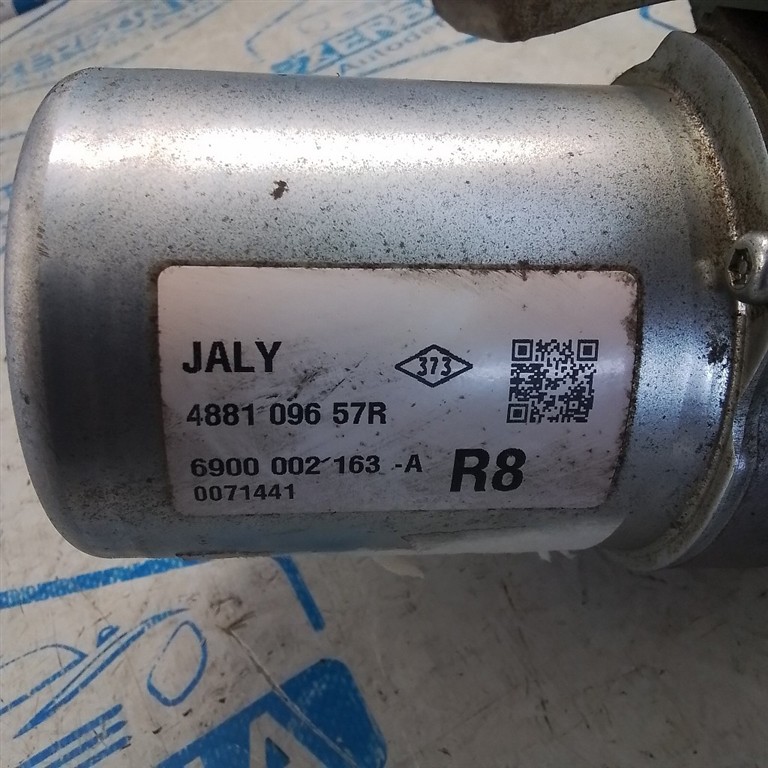 JALY
373
4881 096 57R
6900 002 163 -A
R8
0071441